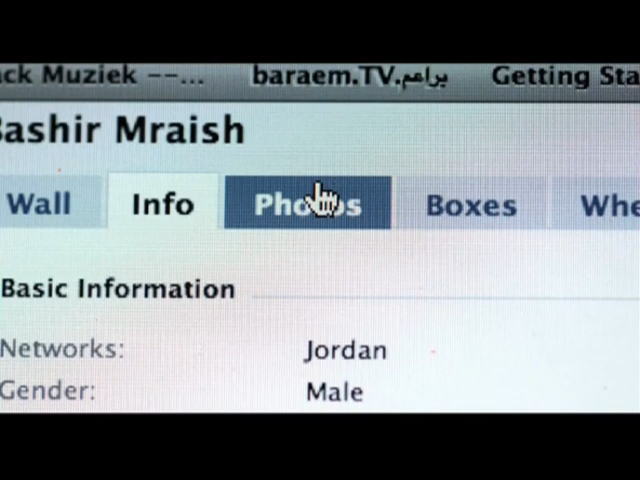 ck Muziek --... baraem.TV.براعم Getting Sta
Bashir Mraish
Wall Info Photos Boxes Whe
Basic Information
Networks: Jordan
Gender: Male